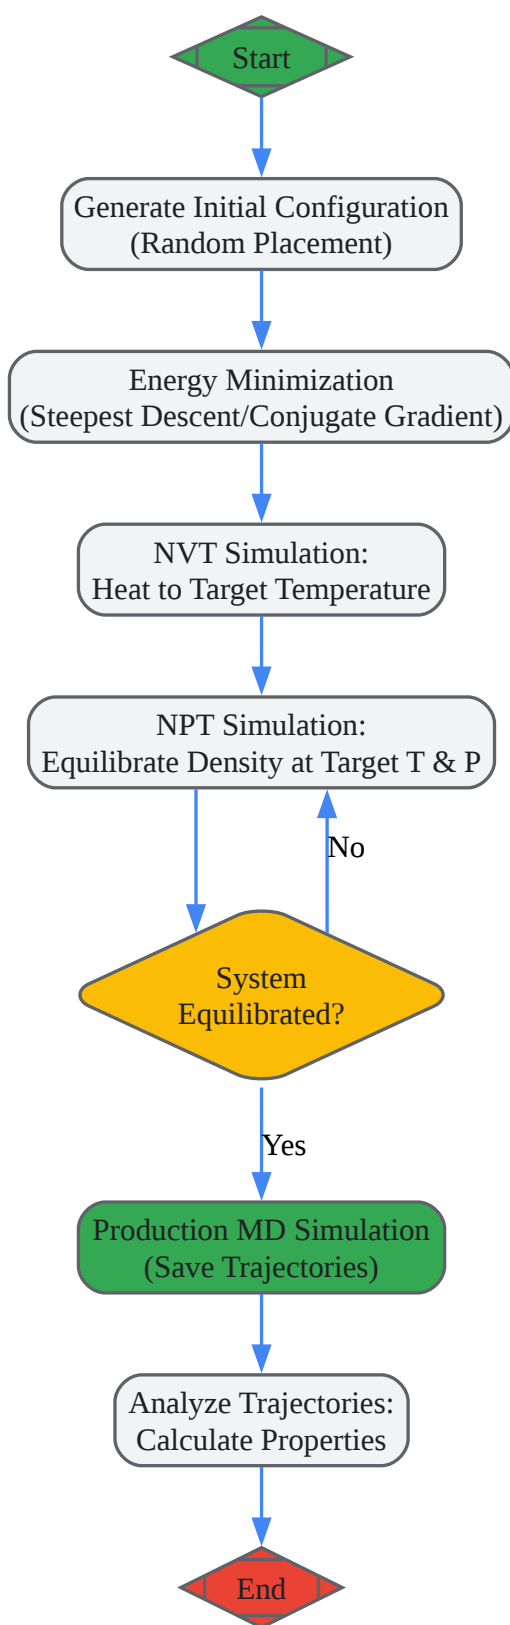 Start
Generate Initial Configuration
(Random Placement)
Energy Minimization
(Steepest Descent/Conjugate Gradient)
NVT Simulation:
Heat to Target Temperature
NPT Simulation:
Equilibrate Density at Target T & P
No
System
Equilibrated?
Yes
Production MD Simulation
(Save Trajectories)
Analyze Trajectories:
Calculate Properties
End